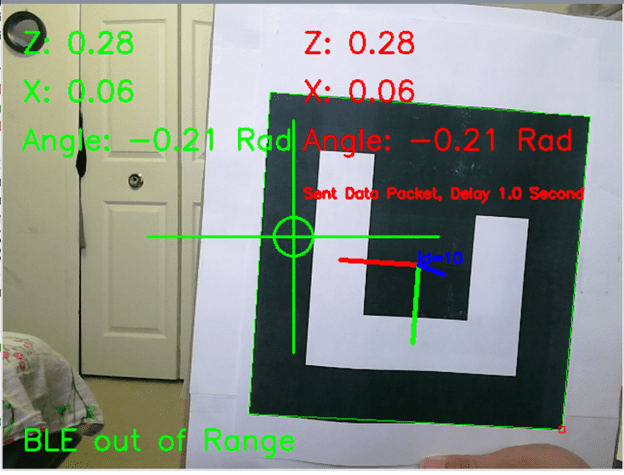 Z: 0.28
X: 0.06
Angle: -0.21 Rad
Z: 0.28
X: 0.06
Angle: -0.21 Rad
Sent Data Packet, Delay 1.0 Second
id=10
BLE out of Range